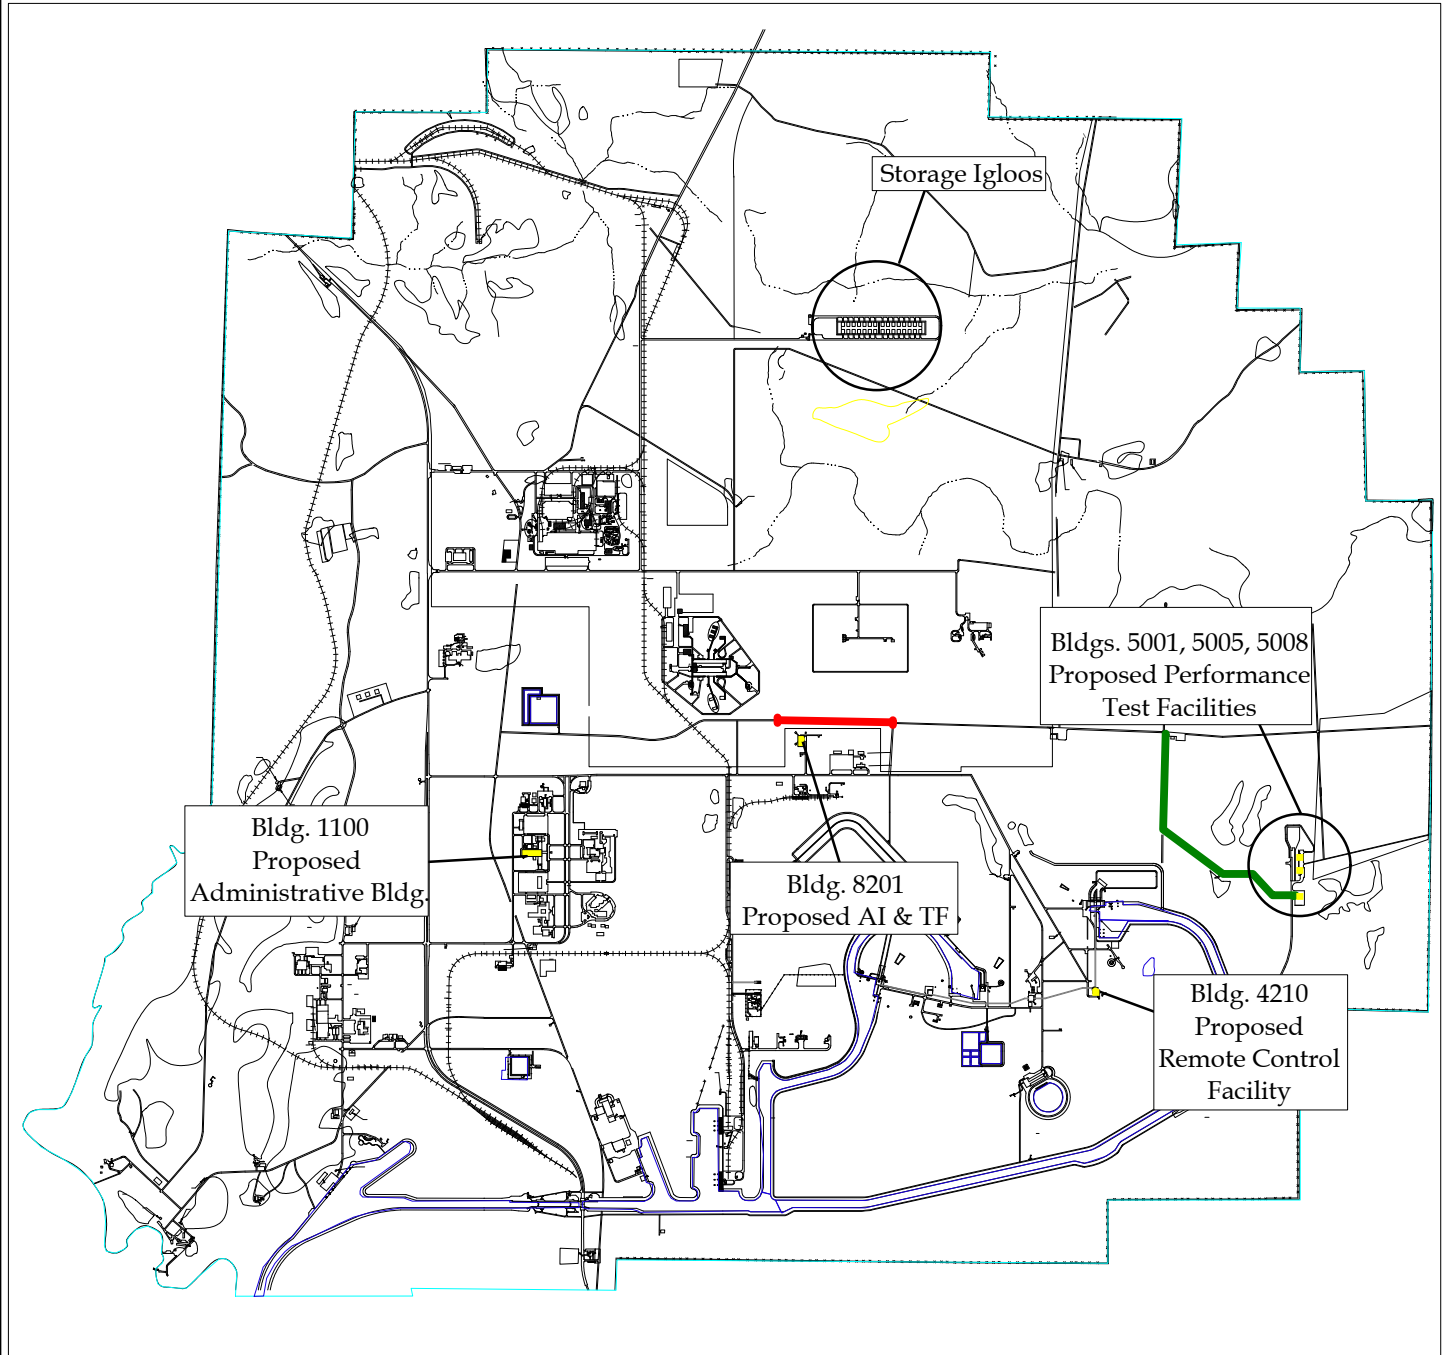 Storage Igloos
Bldgs. 5001, 5005, 5008
Proposed Performance
Test Facilities
Bldg. 1100
Proposed
Administrative Bldg.
Bldg. 8201
Proposed AI & TF
Bldg. 4210
Proposed
Remote Control
Facility